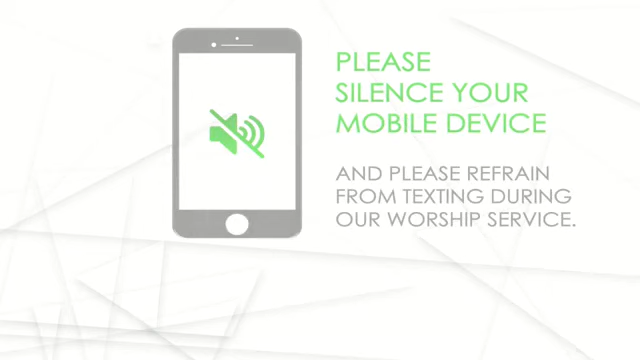 PLEASE
SILENCE YOUR
MOBILE DEVICE
AND PLEASE REFRAIN
FROM TEXTING DURING
OUR WORSHIP SERVICE.